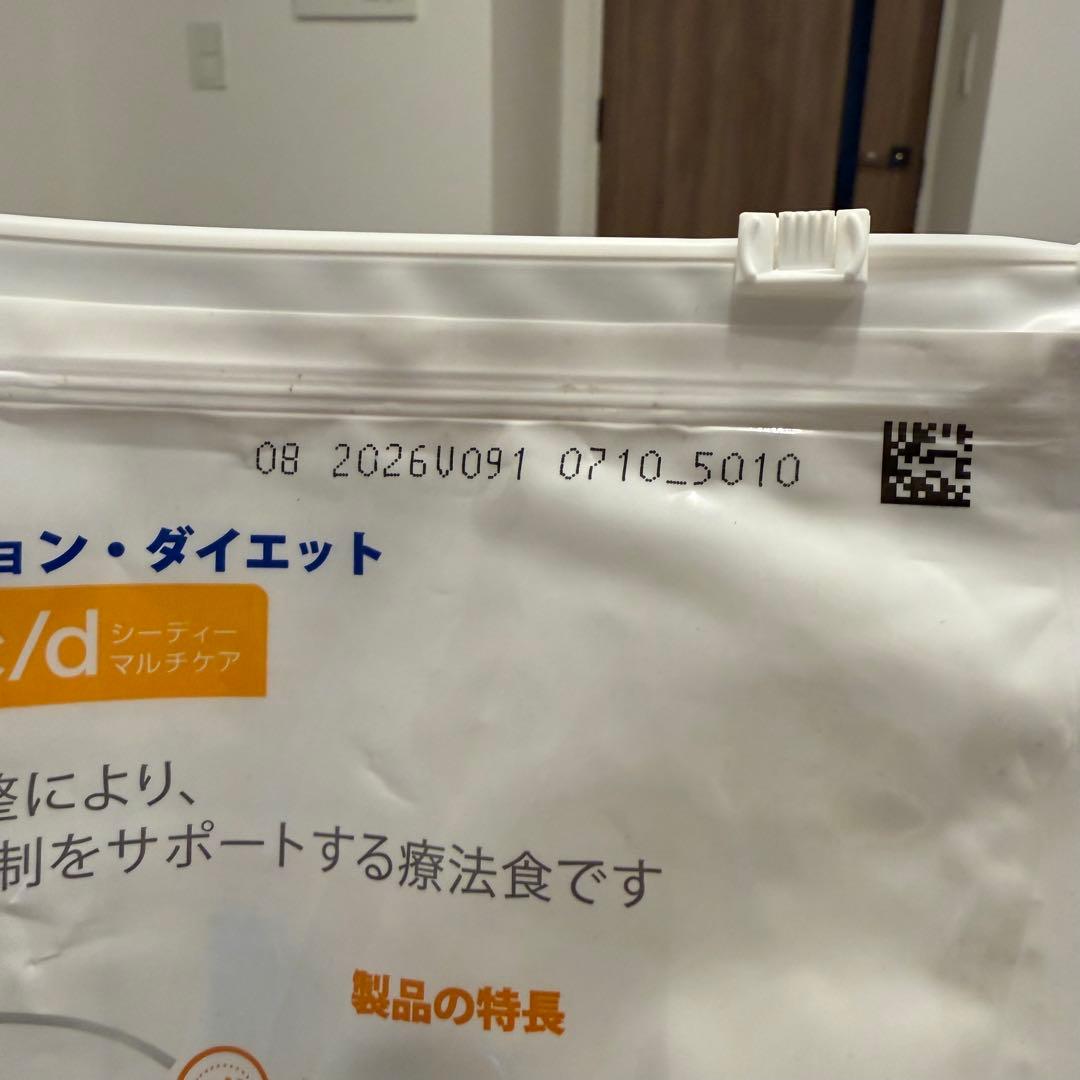 08 2026V091 0710_5010
ョン・ダイエット
c/d シーディー
マルチケア
整により、
制をサポートする療法食です
製品の特長